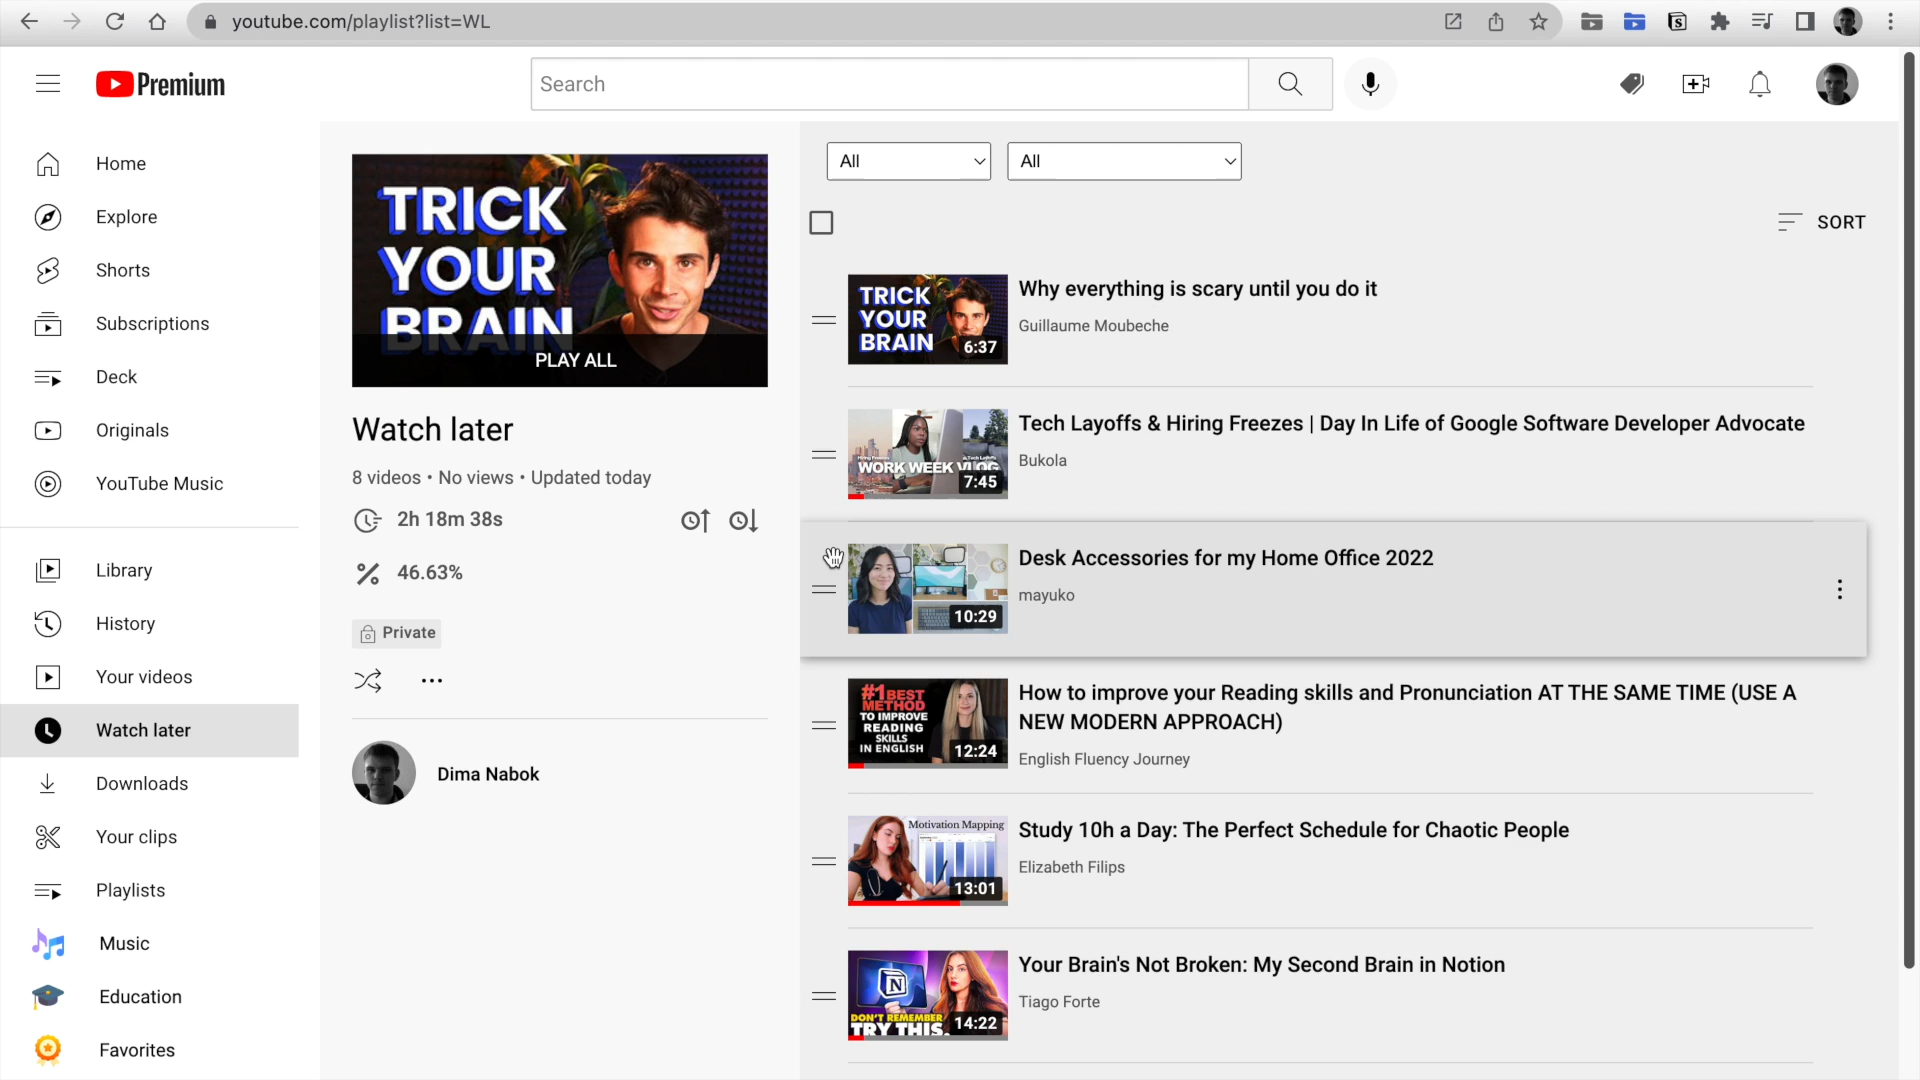 youtube.com/playlist?list=WL
Premium
Search
Home
Explore
Shorts
Subscriptions
Deck
Originals
YouTube Music
Library
History
Your videos
Watch later
Downloads
Your clips
Playlists
Music
Education
Favorites
TRICK
YOUR
BRAIN
PLAY ALL
Watch later
8 videos • No views • Updated today
2h 18m 38s
46.63%
Private
Dima Nabok
All
All
SORT
TRICK
YOUR
BRAIN
6:37
Why everything is scary until you do it
Guillaume Moubeche
WORK WEEK VLOG
7:45
Tech Layoffs & Hiring Freezes | Day In Life of Google Software Developer Advocate
Bukola
10:29
Desk Accessories for my Home Office 2022
mayuko
#1 BEST
METHOD
TO IMPROVE
READING
SKILLS
IN ENGLISH
12:24
How to improve your Reading skills and Pronunciation AT THE SAME TIME (USE A
NEW MODERN APPROACH)
English Fluency Journey
Motivation Mapping
13:01
Study 10h a Day: The Perfect Schedule for Chaotic People
Elizabeth Filips
DON'T REMEMBER
TRY THIS.
14:22
Your Brain's Not Broken: My Second Brain in Notion
Tiago Forte